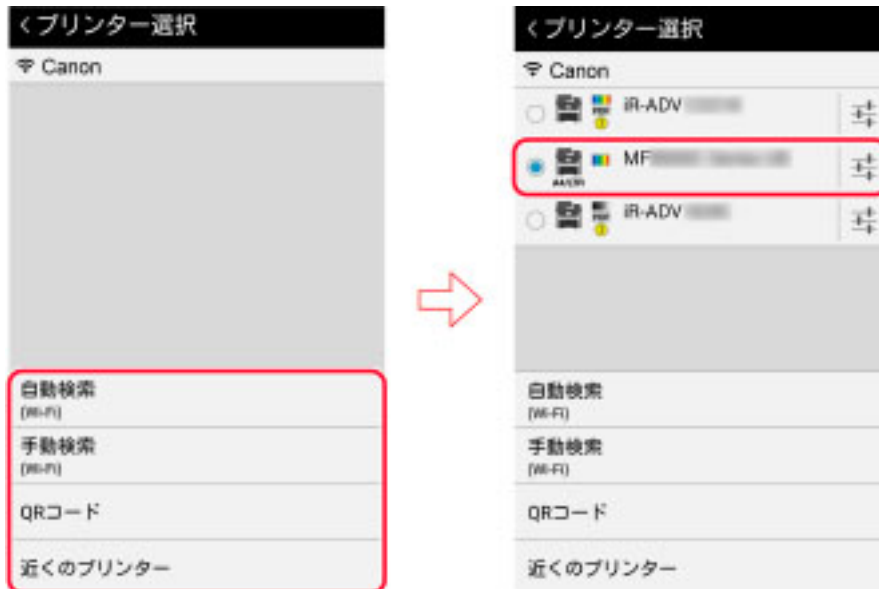 <プリンター選択
Canon
自動検索
(Wi-Fi)
手動検索
(Wi-Fi)
QRコード
近くのプリンター
<プリンター選択
Canon
iR-ADV
MF
A4/LTR
iR-ADV
自動検索
(Wi-Fi)
手動検索
(Wi-Fi)
QRコード
近くのプリンター